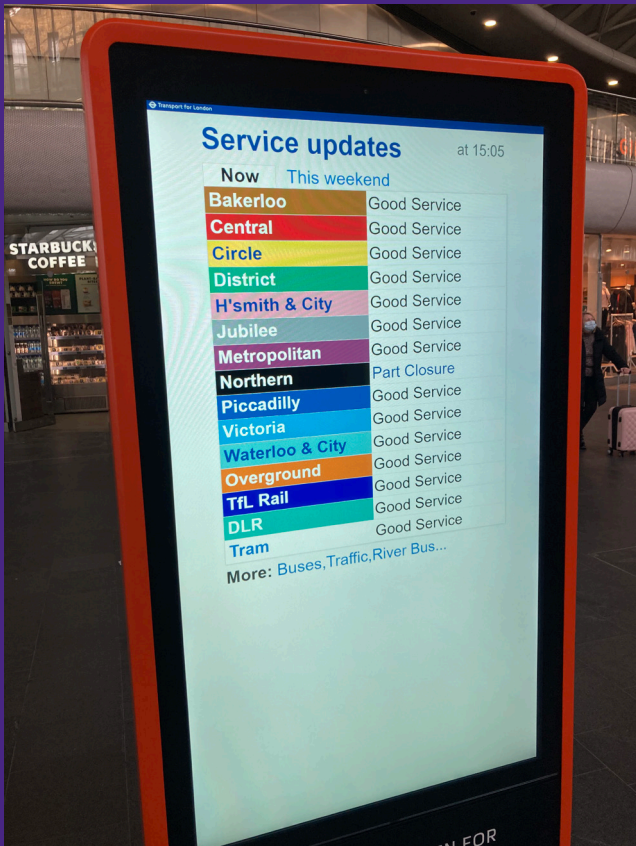 Transport for London
Service updates at 15:05
Now This weekend
Bakerloo Good Service
Central Good Service
Circle Good Service
District Good Service
H'smith & City Good Service
Jubilee Good Service
Metropolitan Good Service
Northern Part Closure
Piccadilly Good Service
Victoria Good Service
Waterloo & City Good Service
Overground Good Service
TfL Rail Good Service
DLR Good Service
Tram Good Service
More: Buses,Traffic,River Bus...
STARBUCKS
COFFEE
FOR